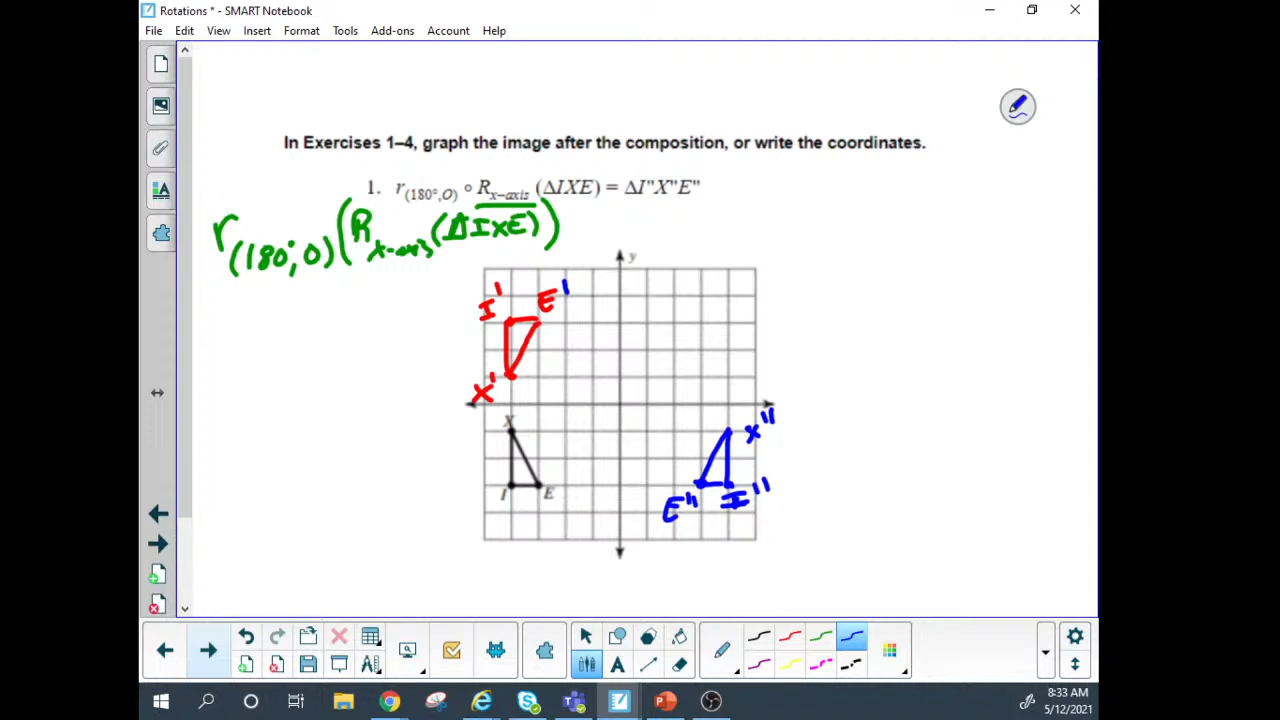 Rotations * - SMART Notebook
File Edit View Insert Format Tools Add-ons Account Help
In Exercises 1–4, graph the image after the composition, or write the coordinates.
1. r(180°,O) ∘ Rx–axis (ΔIXE) = ΔI"X"E"
r(180°,O)(Rx-axis(ΔIXE))
y
I' E'
X'
X
X"
I E
E" I"
A
A
8:33 AM
5/12/2021